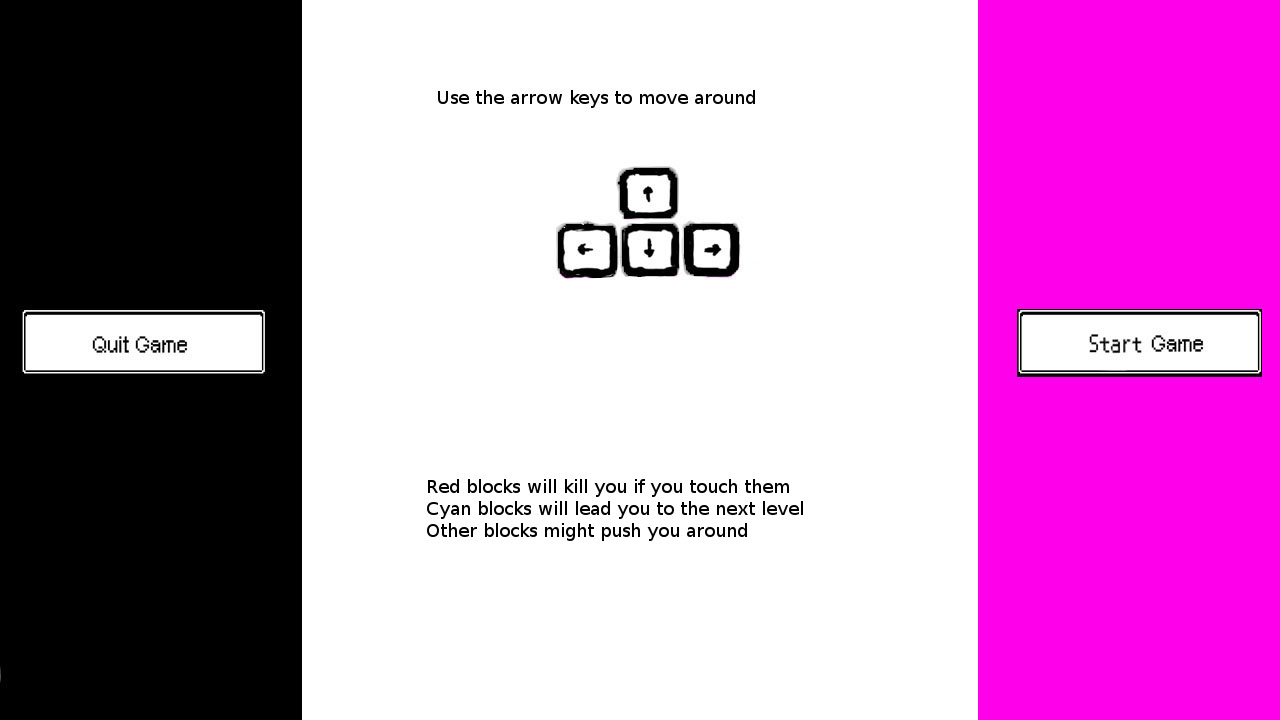 Use the arrow keys to move around
↑
← ↓ →
Quit Game
Start Game
Red blocks will kill you if you touch them
Cyan blocks will lead you to the next level
Other blocks might push you around